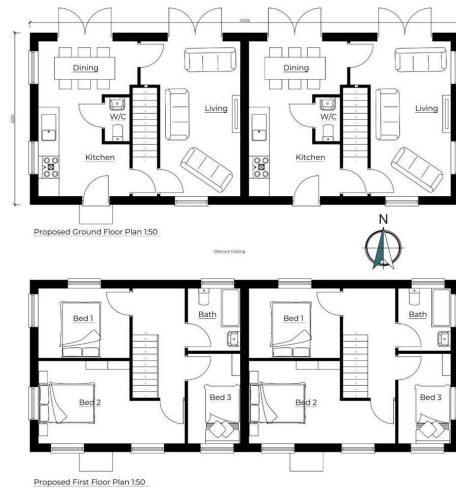 Dining
Dining
W/C
Living
W/C
Living
Kitchen
Kitchen
Proposed Ground Floor Plan 1:50
N
Obscure Glazing
Bed 1
Bath
Bed 1
Bath
Bed 2
Bed 3
Bed 2
Bed 3
Proposed First Floor Plan 1:50